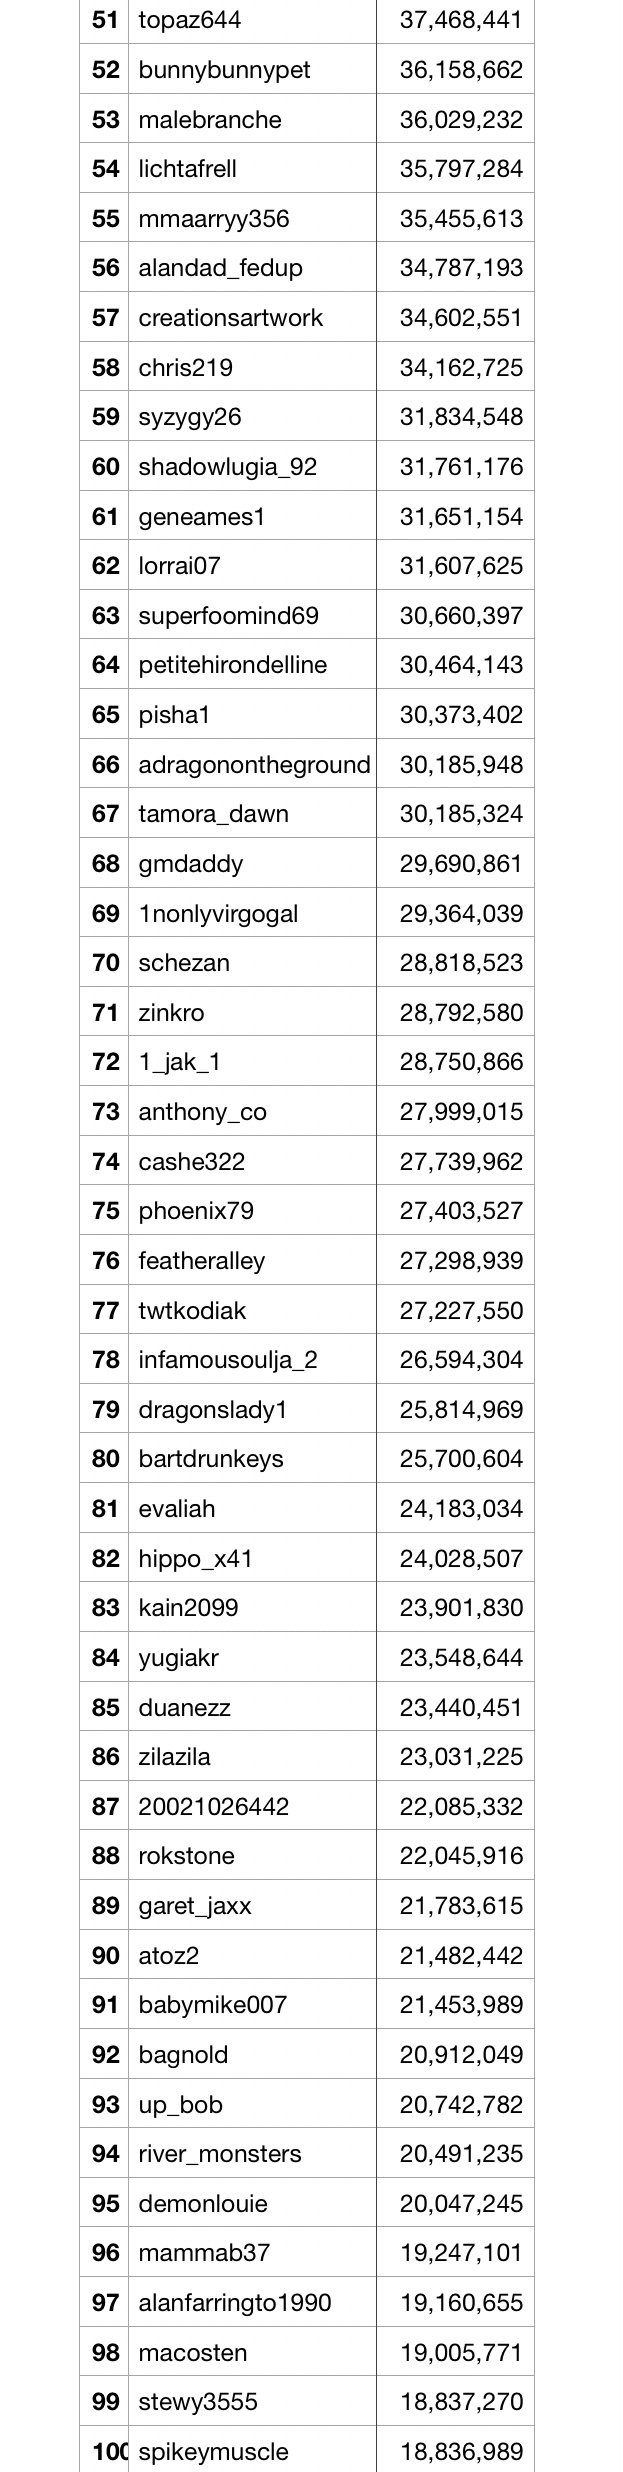 51 topaz644 37,468,441
52 bunnybunnypet 36,158,662
53 malebranche 36,029,232
54 lichtafrell 35,797,284
55 mmaarryy356 35,455,613
56 alandad_fedup 34,787,193
57 creationsartwork 34,602,551
58 chris219 34,162,725
59 syzygy26 31,834,548
60 shadowlugia_92 31,761,176
61 geneames1 31,651,154
62 lorrai07 31,607,625
63 superfoomind69 30,660,397
64 petitehirondelline 30,464,143
65 pisha1 30,373,402
66 adragonontheground 30,185,948
67 tamora_dawn 30,185,324
68 gmdaddy 29,690,861
69 1nonlyvirgogal 29,364,039
70 schezan 28,818,523
71 zinkro 28,792,580
72 1_jak_1 28,750,866
73 anthony_co 27,999,015
74 cashe322 27,739,962
75 phoenix79 27,403,527
76 featheralley 27,298,939
77 twtkodiak 27,227,550
78 infamousoulja_2 26,594,304
79 dragonslady1 25,814,969
80 bartdrunkeys 25,700,604
81 evaliah 24,183,034
82 hippo_x41 24,028,507
83 kain2099 23,901,830
84 yugiakr 23,548,644
85 duanezz 23,440,451
86 zilazila 23,031,225
87 20021026442 22,085,332
88 rokstone 22,045,916
89 garet_jaxx 21,783,615
90 atoz2 21,482,442
91 babymike007 21,453,989
92 bagnold 20,912,049
93 up_bob 20,742,782
94 river_monsters 20,491,235
95 demonlouie 20,047,245
96 mammab37 19,247,101
97 alanfarringto1990 19,160,655
98 macosten 19,005,771
99 stewy3555 18,837,270
100 spikeymuscle 18,836,989